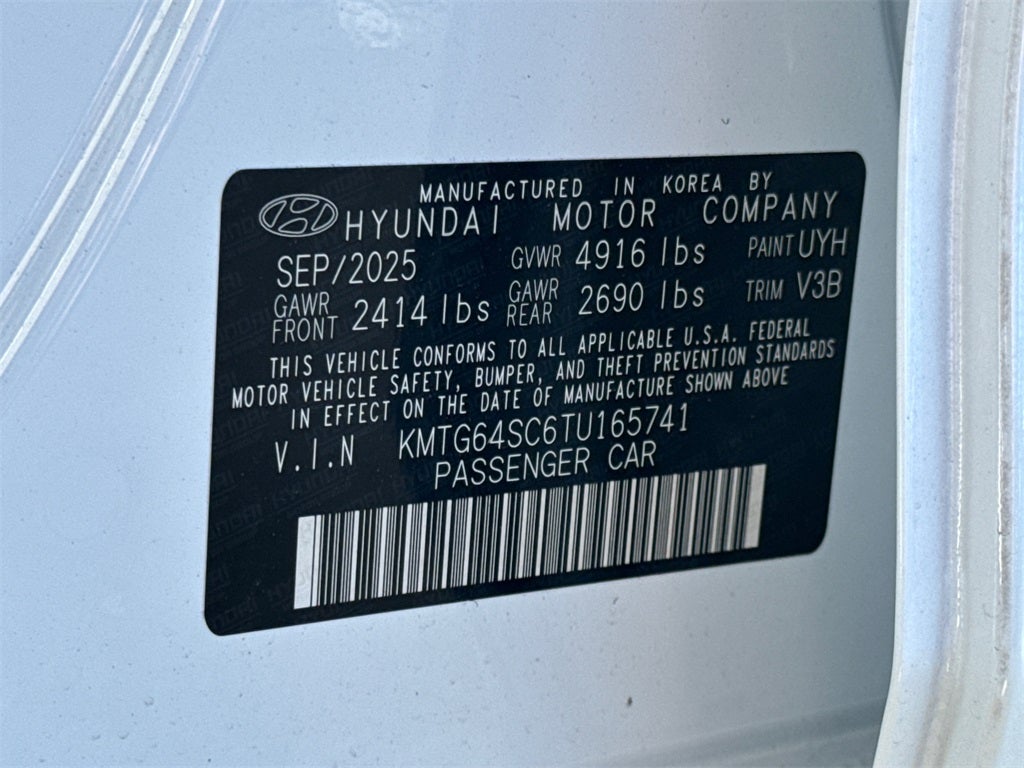 MANUFACTURED IN KOREA BY
HYUNDAI MOTOR COMPANY
SEP/2025 GVWR 4916 lbs PAINT UYH
GAWR FRONT 2414 lbs GAWR REAR 2690 lbs TRIM V3B
THIS VEHICLE CONFORMS TO ALL APPLICABLE U.S.A. FEDERAL
MOTOR VEHICLE SAFETY, BUMPER, AND THEFT PREVENTION STANDARDS
IN EFFECT ON THE DATE OF MANUFACTURE SHOWN ABOVE
V.I.N KMTG64SC6TU165741
PASSENGER CAR